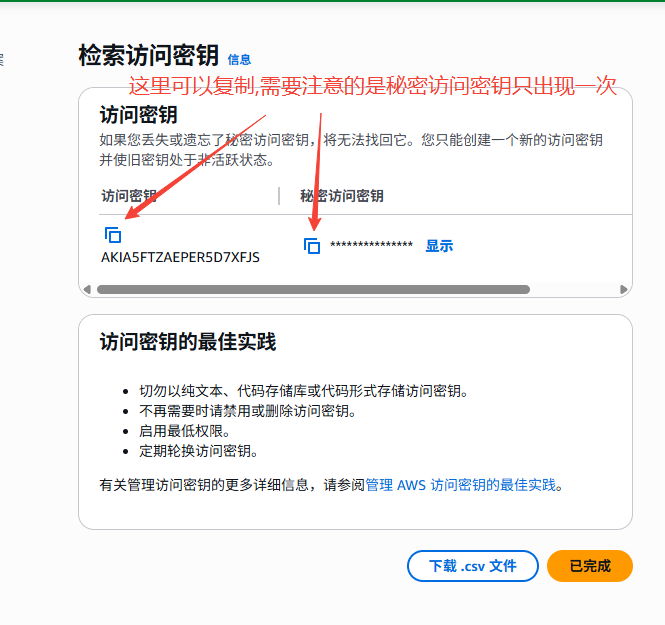 检索访问密钥 信息
这里可以复制,需要注意的是秘密访问密钥只出现一次
访问密钥
如果您丢失或遗忘了秘密访问密钥，将无法找回它。您只能创建一个新的访问密钥
并使旧密钥处于非活跃状态。
访问密钥 秘密访问密钥
AKIA5FTZAEPER5D7XFJS *************** 显示
访问密钥的最佳实践
切勿以纯文本、代码存储库或代码形式存储访问密钥。
不再需要时请禁用或删除访问密钥。
启用最低权限。
定期轮换访问密钥。
有关管理访问密钥的更多详细信息，请参阅管理 AWS 访问密钥的最佳实践。
下载 .csv 文件 已完成